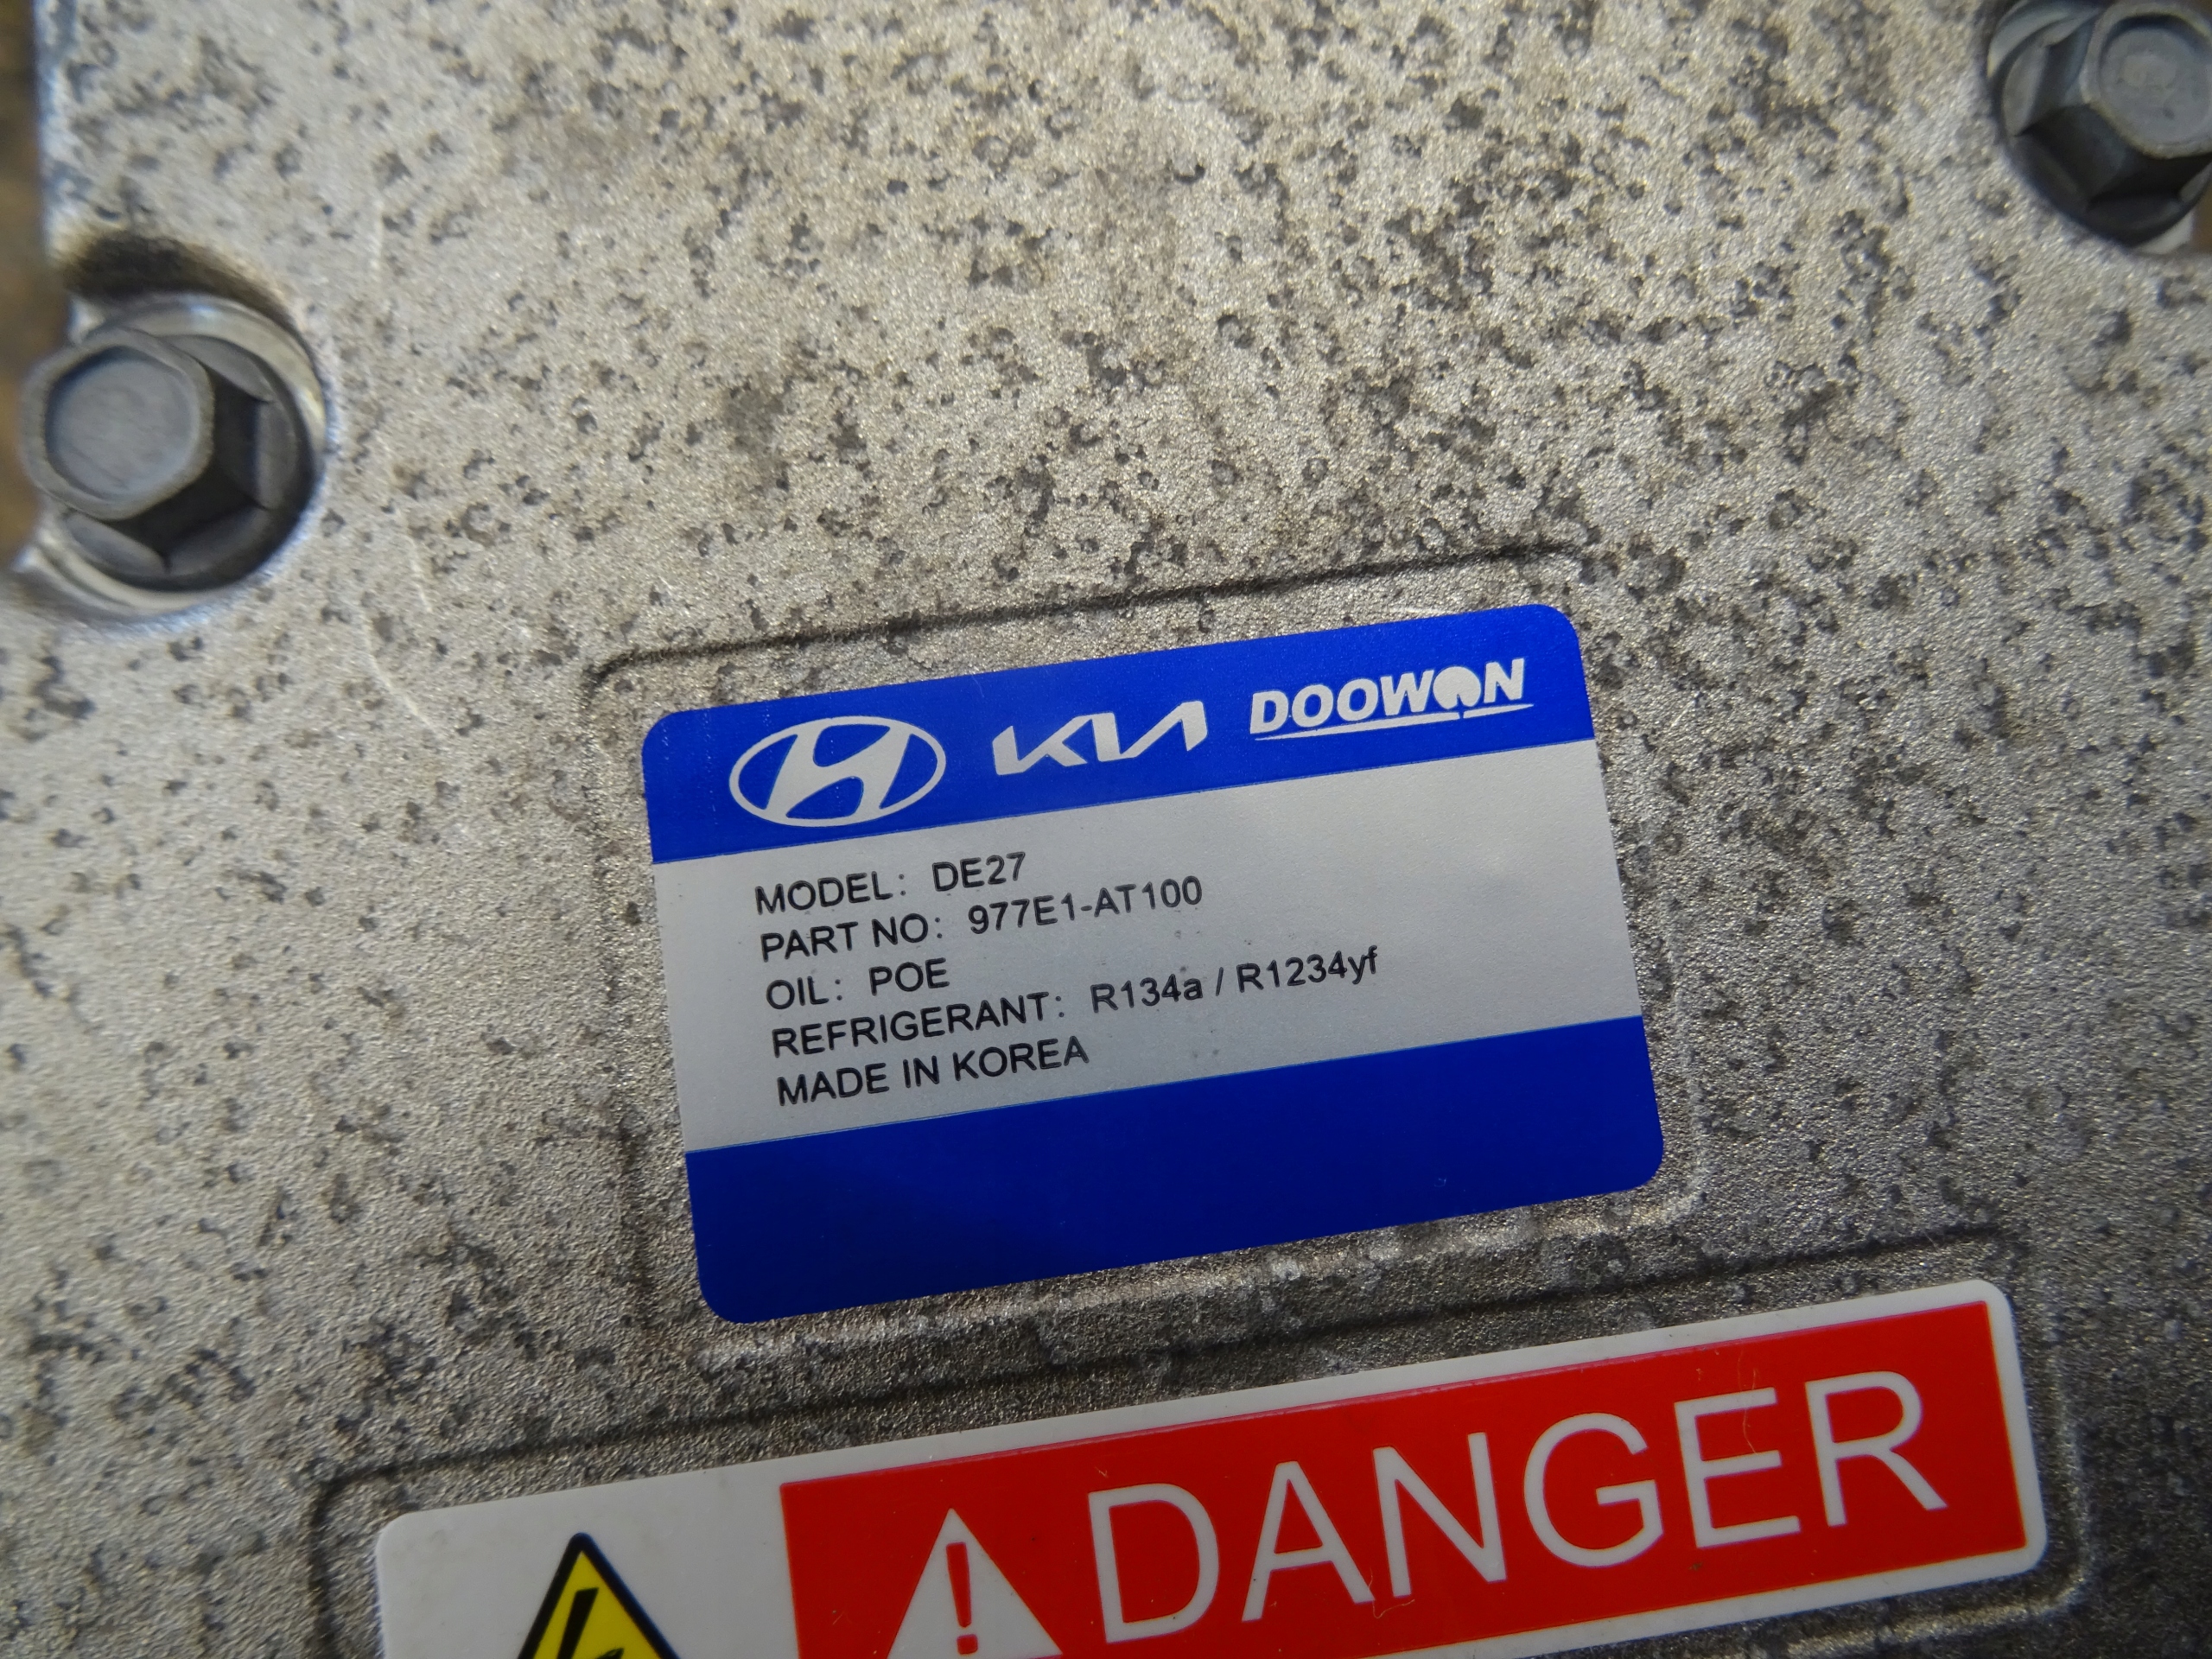 KIA DOOWON
MODEL: DE27
PART NO: 977E1-AT100
OIL: POE
REFRIGERANT: R134a / R1234yf
MADE IN KOREA
DANGER